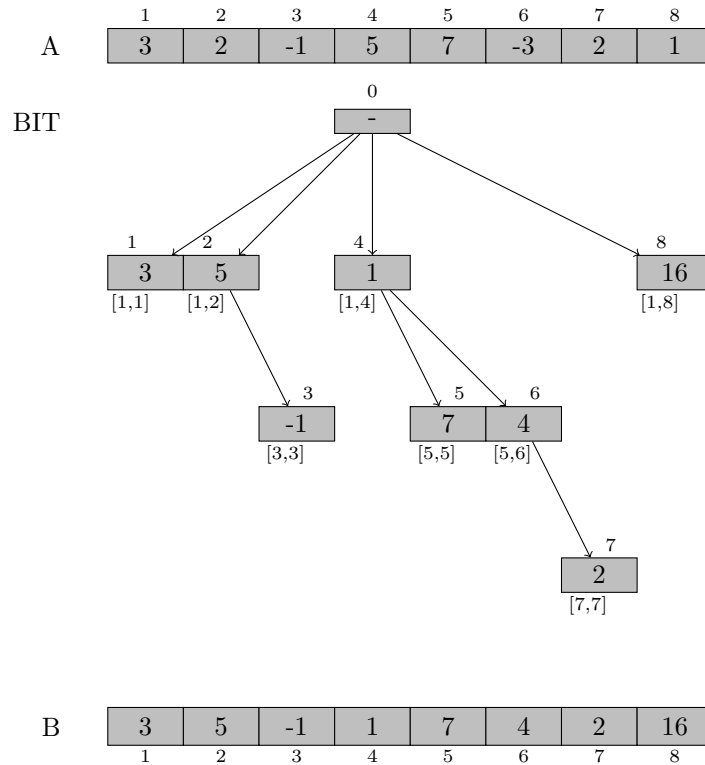 1 2 3 4 5 6 7 8
A 3 2 -1 5 7 -3 2 1
0
BIT -
1 2 4 8
3 5 1 16
[1,1] [1,2] [1,4] [1,8]
3 5 6
-1 7 4
[3,3] [5,5] [5,6]
7
2
[7,7]
B 3 5 -1 1 7 4 2 16
1 2 3 4 5 6 7 8